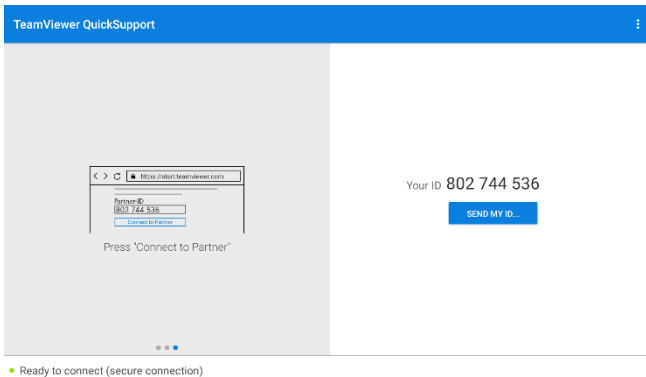 TeamViewer QuickSupport
https://start.teamviewer.com
Partner-ID
802 744 536
Connect to Partner
Press "Connect to Partner"
Your ID 802 744 536
SEND MY ID...
Ready to connect (secure connection)